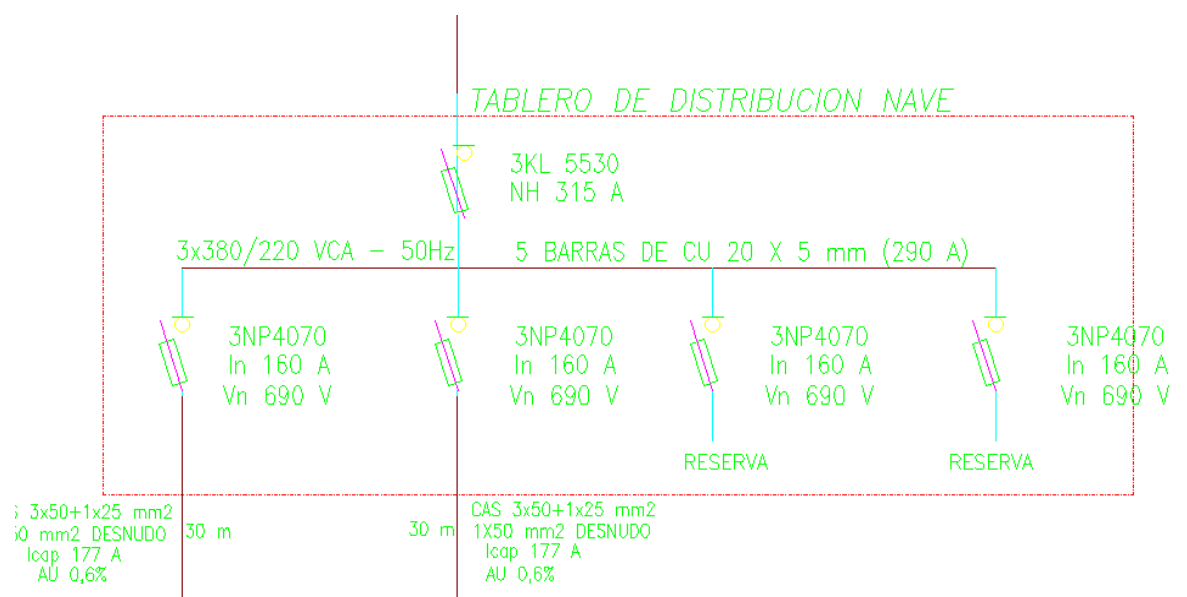 TABLERO DE DISTRIBUCION NAVE
3KL 5530
NH 315 A
3x380/220 VCA - 50Hz
5 BARRAS DE CU 20 X 5 mm (290 A)
3NP4070
In 160 A
Vn 690 V
3NP4070
In 160 A
Vn 690 V
3NP4070
In 160 A
Vn 690 V
RESERVA
3NP4070
In 160 A
Vn 690 V
RESERVA
3x50+1x25 mm2
mm2 DESNUDO
Icap 177 A
AU 0,6%
30 m
30 m
CAS 3x50+1x25 mm2
1X50 mm2 DESNUDO
Icap 177 A
AU 0,6%